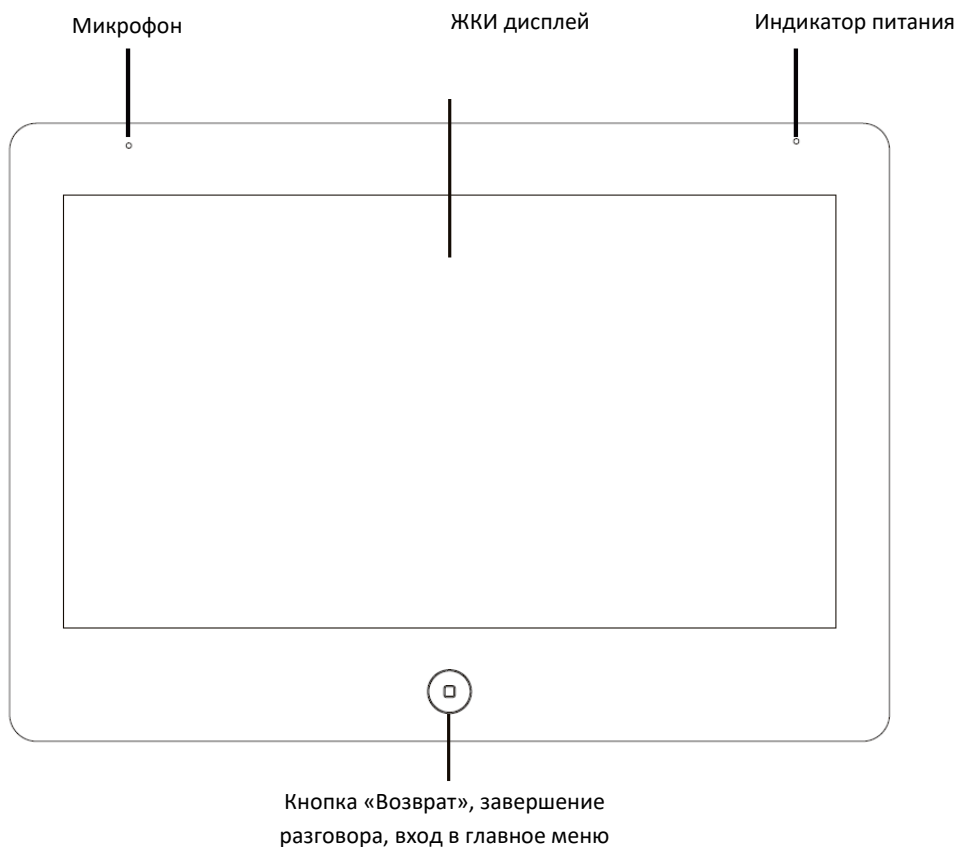 Микрофон
ЖКИ дисплей
Индикатор питания
Кнопка «Возврат», завершение
разговора, вход в главное меню